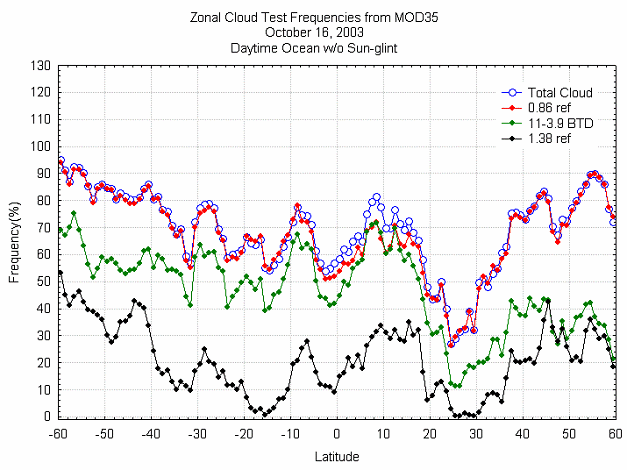 Zonal Cloud Test Frequencies from MOD35
October 16, 2003
Daytime Ocean w/o Sun-glint
130
120
110
100
90
80
70
60
50
40
30
20
10
0
Frequency(%)
Total Cloud
0.86 ref
11-3.9 BTD
1.38 ref
-60 -50 -40 -30 -20 -10 0 10 20 30 40 50 60
Latitude